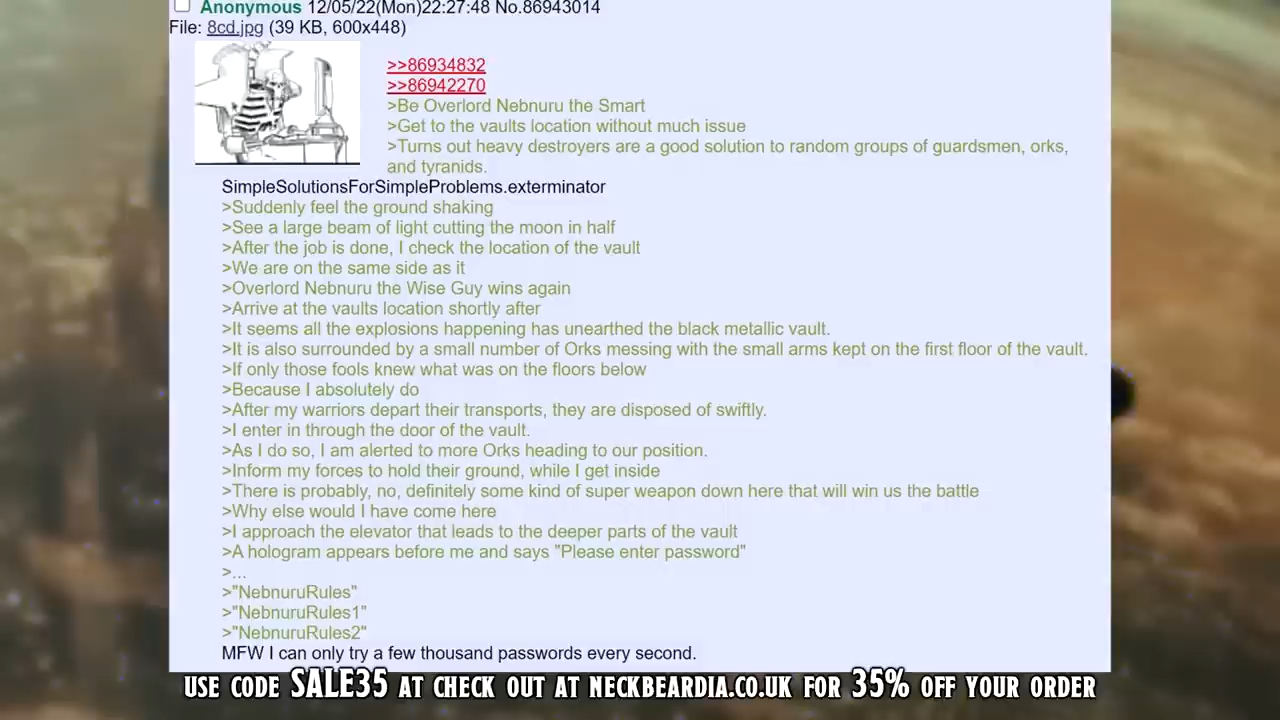 Anonymous 12/05/22(Mon)22:27:48 No.86943014
File: 8cd.jpg (39 KB, 600x448)
>>86934832
>>86942270
>Be Overlord Nebnuru the Smart
>Get to the vaults location without much issue
>Turns out heavy destroyers are a good solution to random groups of guardsmen, orks,
and tyranids.
SimpleSolutionsForSimpleProblems.exterminator
>Suddenly feel the ground shaking
>See a large beam of light cutting the moon in half
>After the job is done, I check the location of the vault
>We are on the same side as it
>Overlord Nebnuru the Wise Guy wins again
>Arrive at the vaults location shortly after
>It seems all the explosions happening has unearthed the black metallic vault.
>It is also surrounded by a small number of Orks messing with the small arms kept on the first floor of the vault.
>If only those fools knew what was on the floors below
>Because I absolutely do
>After my warriors depart their transports, they are disposed of swiftly.
>I enter in through the door of the vault.
>As I do so, I am alerted to more Orks heading to our position.
>Inform my forces to hold their ground, while I get inside
>There is probably, no, definitely some kind of super weapon down here that will win us the battle
>Why else would I have come here
>I approach the elevator that leads to the deeper parts of the vault
>A hologram appears before me and says "Please enter password"
>...
>"NebnuruRules"
>"NebnuruRules1"
>"NebnuruRules2"
MFW I can only try a few thousand passwords every second.
USE CODE SALE35 AT CHECK OUT AT NECKBEARDIA.CO.UK FOR 35% OFF YOUR ORDER